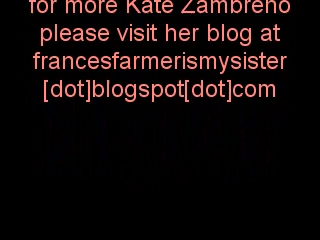 for more Kate Zambreno
please visit her blog at
francesfarmerismysister
[dot]blogspot[dot]com